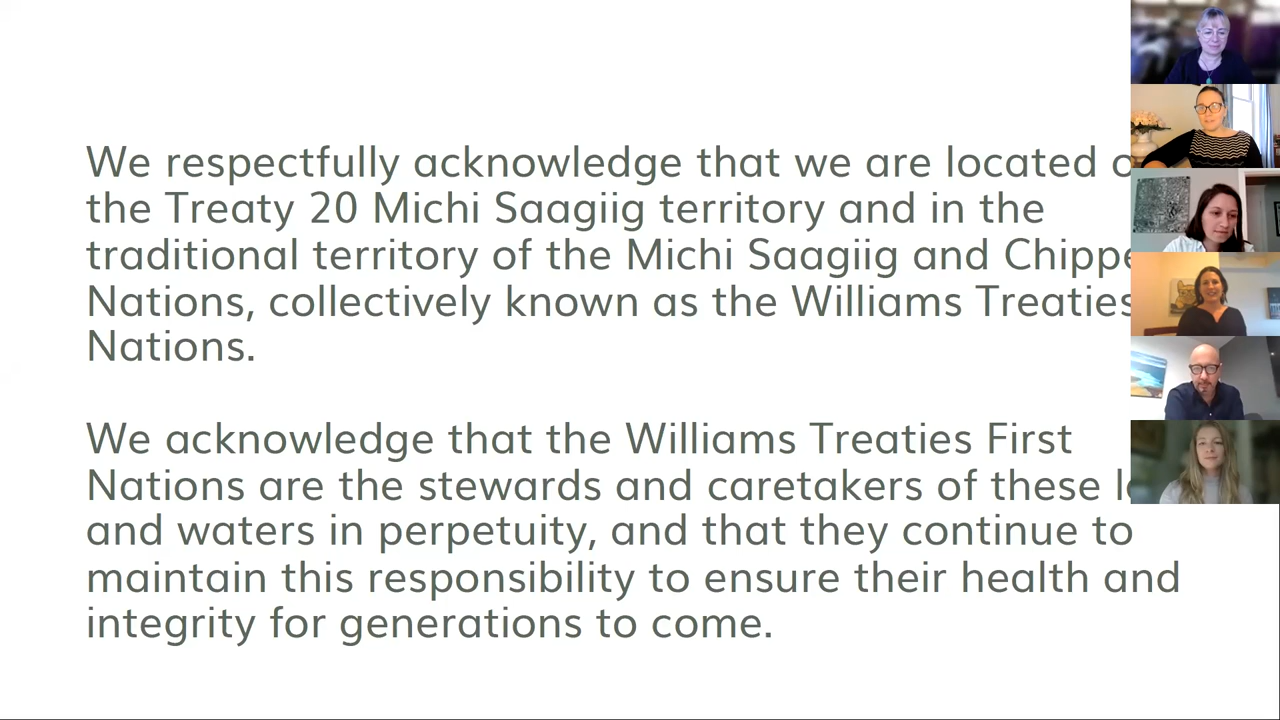 We respectfully acknowledge that we are located
the Treaty 20 Michi Saagiig territory and in the
traditional territory of the Michi Saagiig and
Nations, collectively known as the Williams Treaties
Nations.
We acknowledge that the Williams Treaties First
Nations are the stewards and caretakers of these
and waters in perpetuity, and that they continue to
maintain this responsibility to ensure their health and
integrity for generations to come.